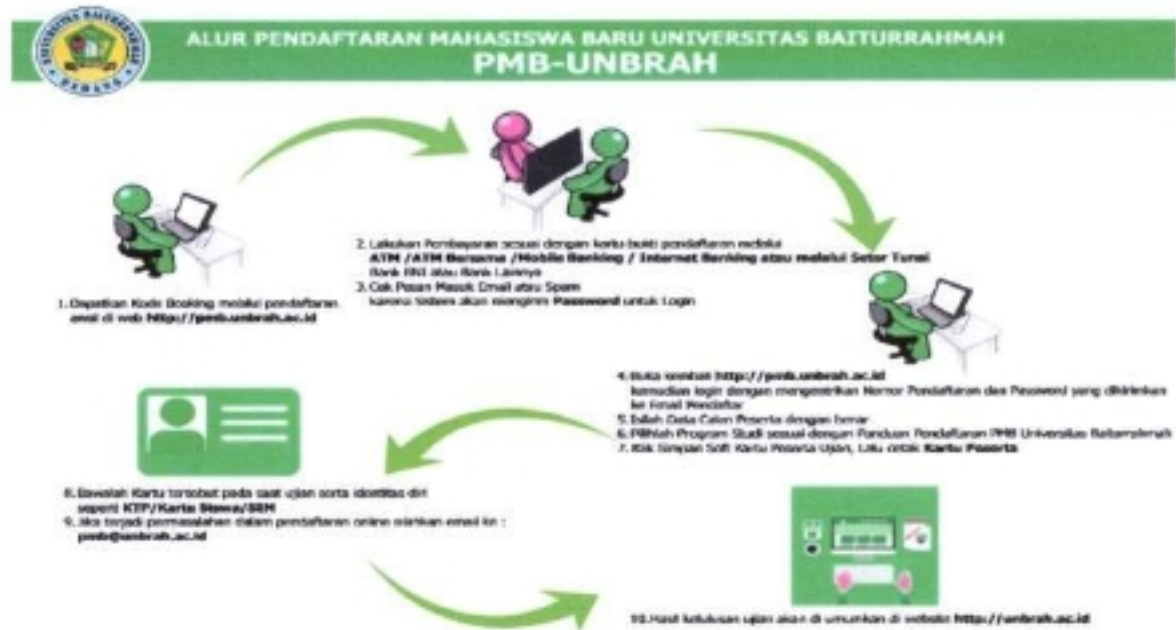 UNIVERSITAS BAITURRAHMAH
PADANG
ALUR PENDAFTARAN MAHASISWA BARU UNIVERSITAS BAITURRAHMAH
PMB-UNBRAH
1. Dapatkan Kode Booking melalui pendaftaran
awal di web http://pmb.unbrah.ac.id
2. Lakukan Pembayaran sesuai dengan kartu bukti pendaftaran melalui
ATM /ATM Bersama /Mobile Banking / Internet Banking atau melalui Setor Tunai
Bank BNI atau Bank Lainnya
3. Cek Pesan Masuk Email atau Spam
karena Sistem akan mengirim Password untuk Login
4. Buka kembali http://pmb.unbrah.ac.id
kemudian login dengan mengentrikan Nomor Pendaftaran dan Password yang dikirimkan
ke Email Pendaftar
5. Isilah Data Calon Peserta dengan benar
6. Pilihlah Program Studi sesuai dengan Panduan Pendaftaran PMB Universitas Baiturrahmah
7. Klik Simpan Soft Kartu Peserta Ujian, Lalu cetak Kartu Peserta
8. Bawalah Kartu tersebut pada saat ujian serta identitas diri
seperti KTP/Kartu Siswa/SIM
9. Jika terjadi permasalahan dalam pendaftaran online silahkan email ke :
pmb@unbrah.ac.id
10. Hasil kelulusan ujian akan di umumkan di website http://unbrah.ac.id